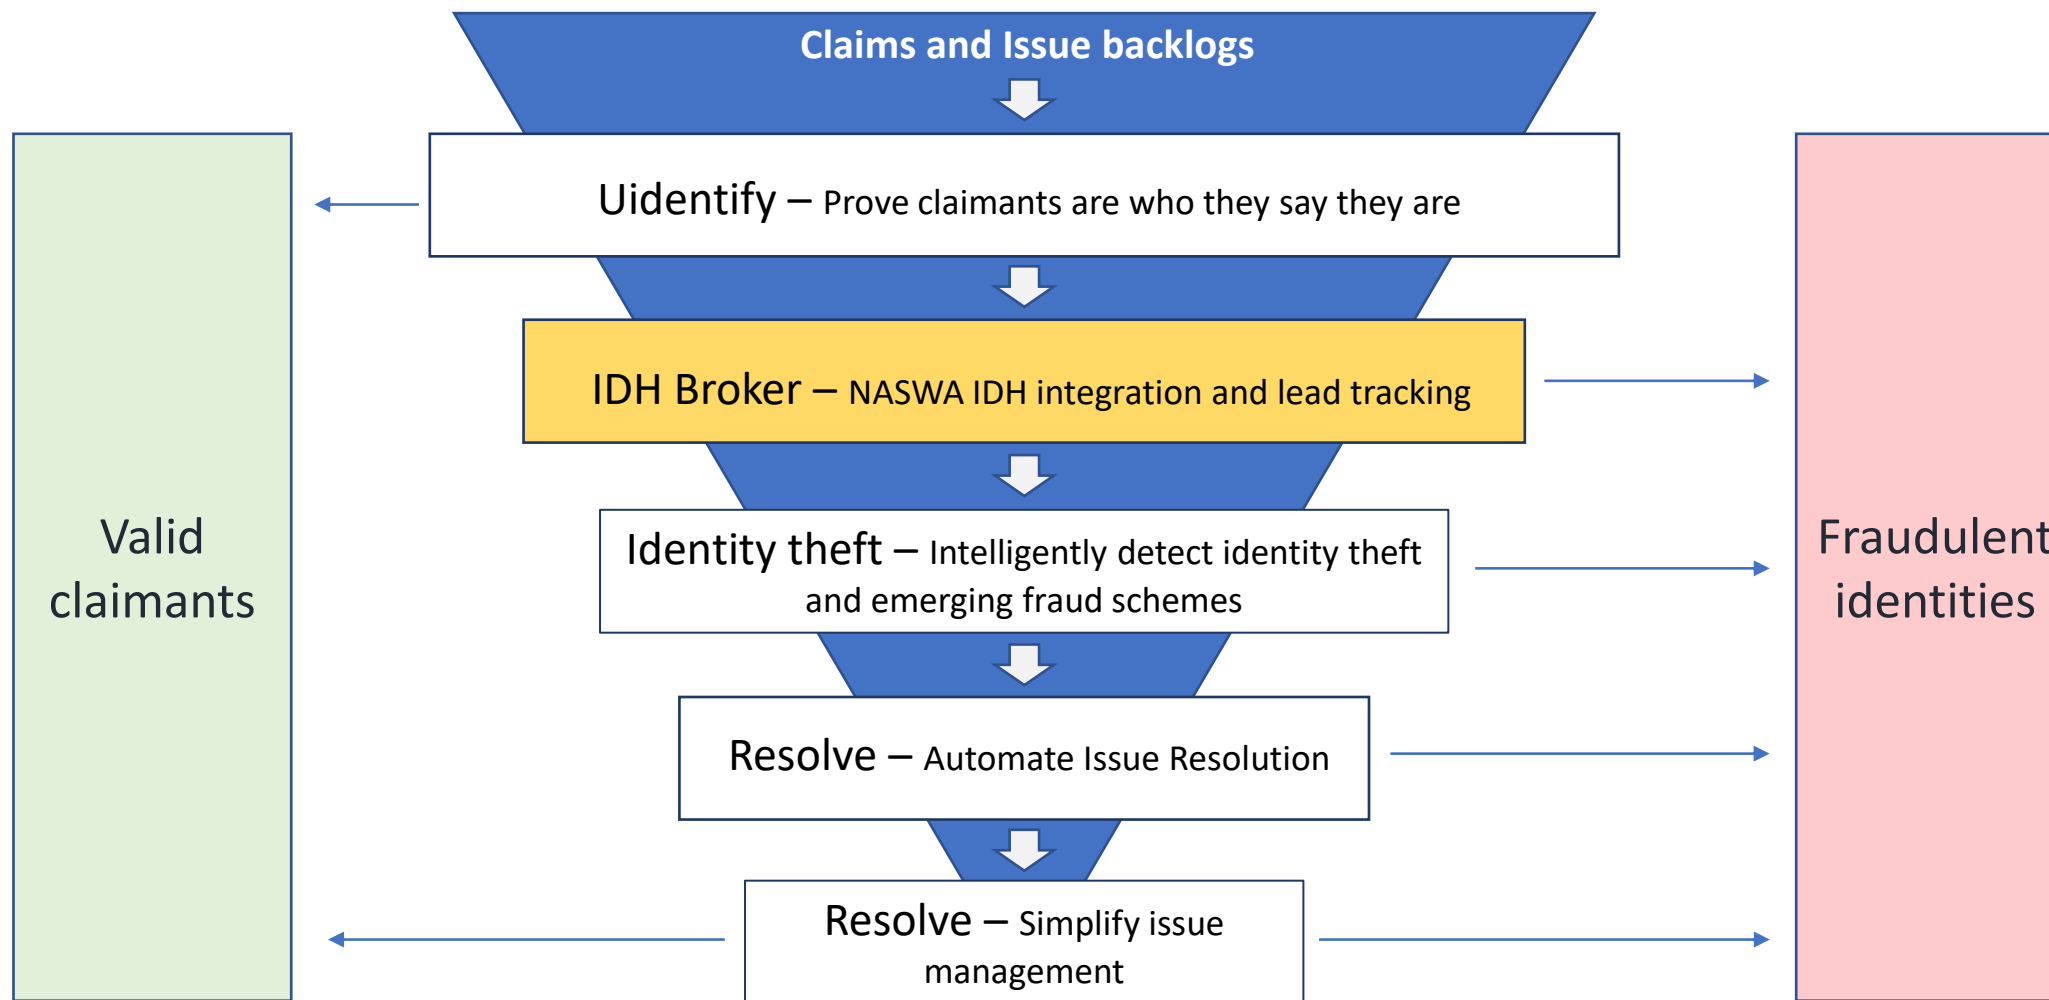 Claims and Issue backlogs
Uidentify – Prove claimants are who they say they are
IDH Broker – NASWA IDH integration and lead tracking
Identity theft – Intelligently detect identity theft
and emerging fraud schemes
Resolve – Automate Issue Resolution
Resolve – Simplify issue
management
Valid
claimants
Fraudulent
identities